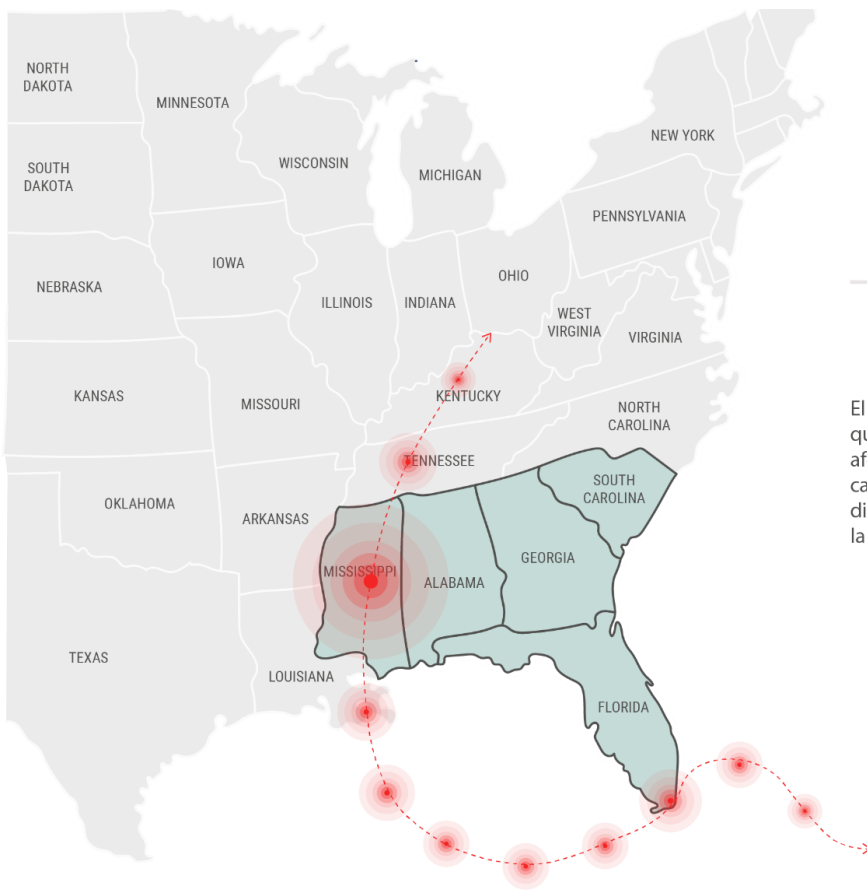 NORTH
DAKOTA
MINNESOTA
SOUTH
DAKOTA
WISCONSIN
MICHIGAN
NEW YORK
PENNSYLVANIA
NEBRASKA
IOWA
ILLINOIS
INDIANA
OHIO
WEST
VIRGINIA
VIRGINIA
KANSAS
MISSOURI
KENTUCKY
NORTH
CAROLINA
OKLAHOMA
ARKANSAS
TENNESSEE
SOUTH
CAROLINA
MISSISSIPPI
ALABAMA
GEORGIA
TEXAS
LOUISIANA
FLORIDA
El
qu
af
ca
di
la